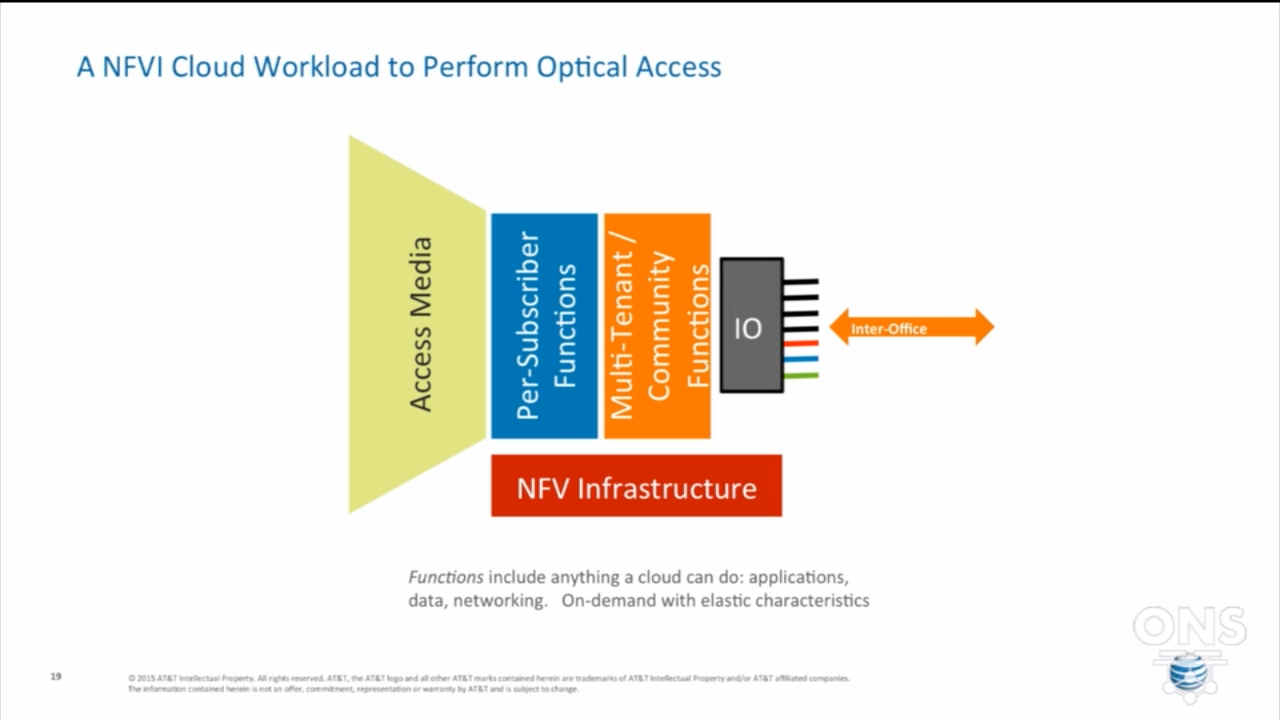 A NFVI Cloud Workload to Perform Optical Access
Access Media
Per-Subscriber
Functions
Multi-Tenant /
Community
Functions
IO
Inter-Office
NFV Infrastructure
Functions include anything a cloud can do: applications,
data, networking. On-demand with elastic characteristics
ONS
19
© 2015 AT&T Intellectual Property. All rights reserved. AT&T, the AT&T logo and all other AT&T marks contained herein are trademarks of AT&T Intellectual Property and/or AT&T affiliated companies.
The information contained herein is not an offer, commitment, representation or warranty by AT&T and is subject to change.